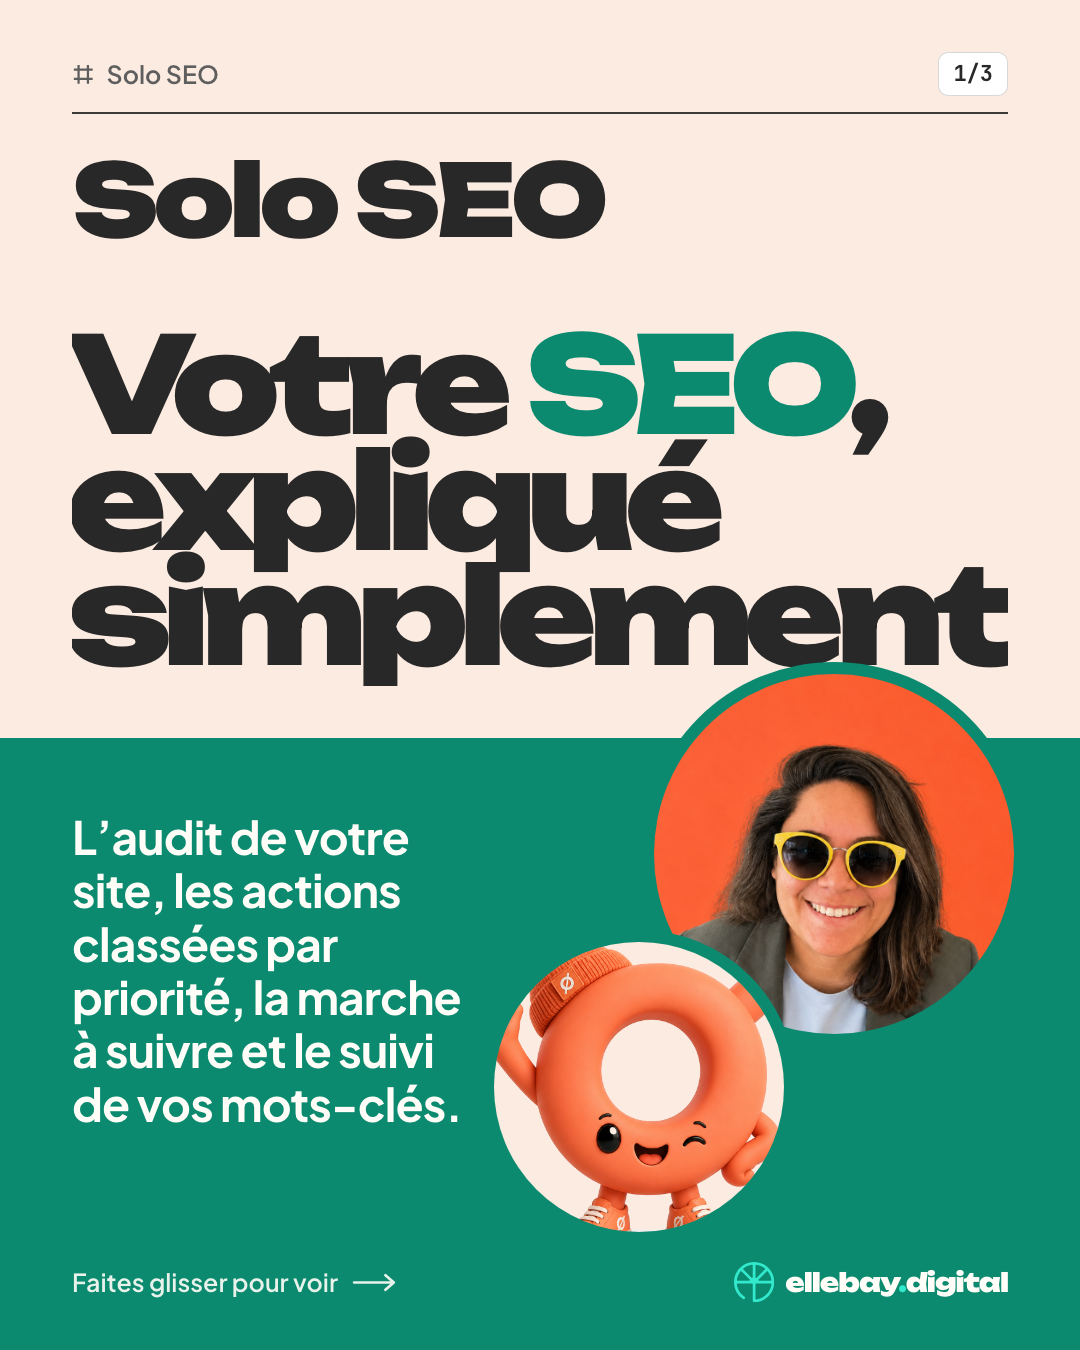 Solo SEO
1/3
Solo SEO
Votre SEO,
expliqué
simplement
L’audit de votre
site, les actions
classées par
priorité, la marche
à suivre et le suivi
de vos mots-clés.
Faites glisser pour voir
ellebay.digital